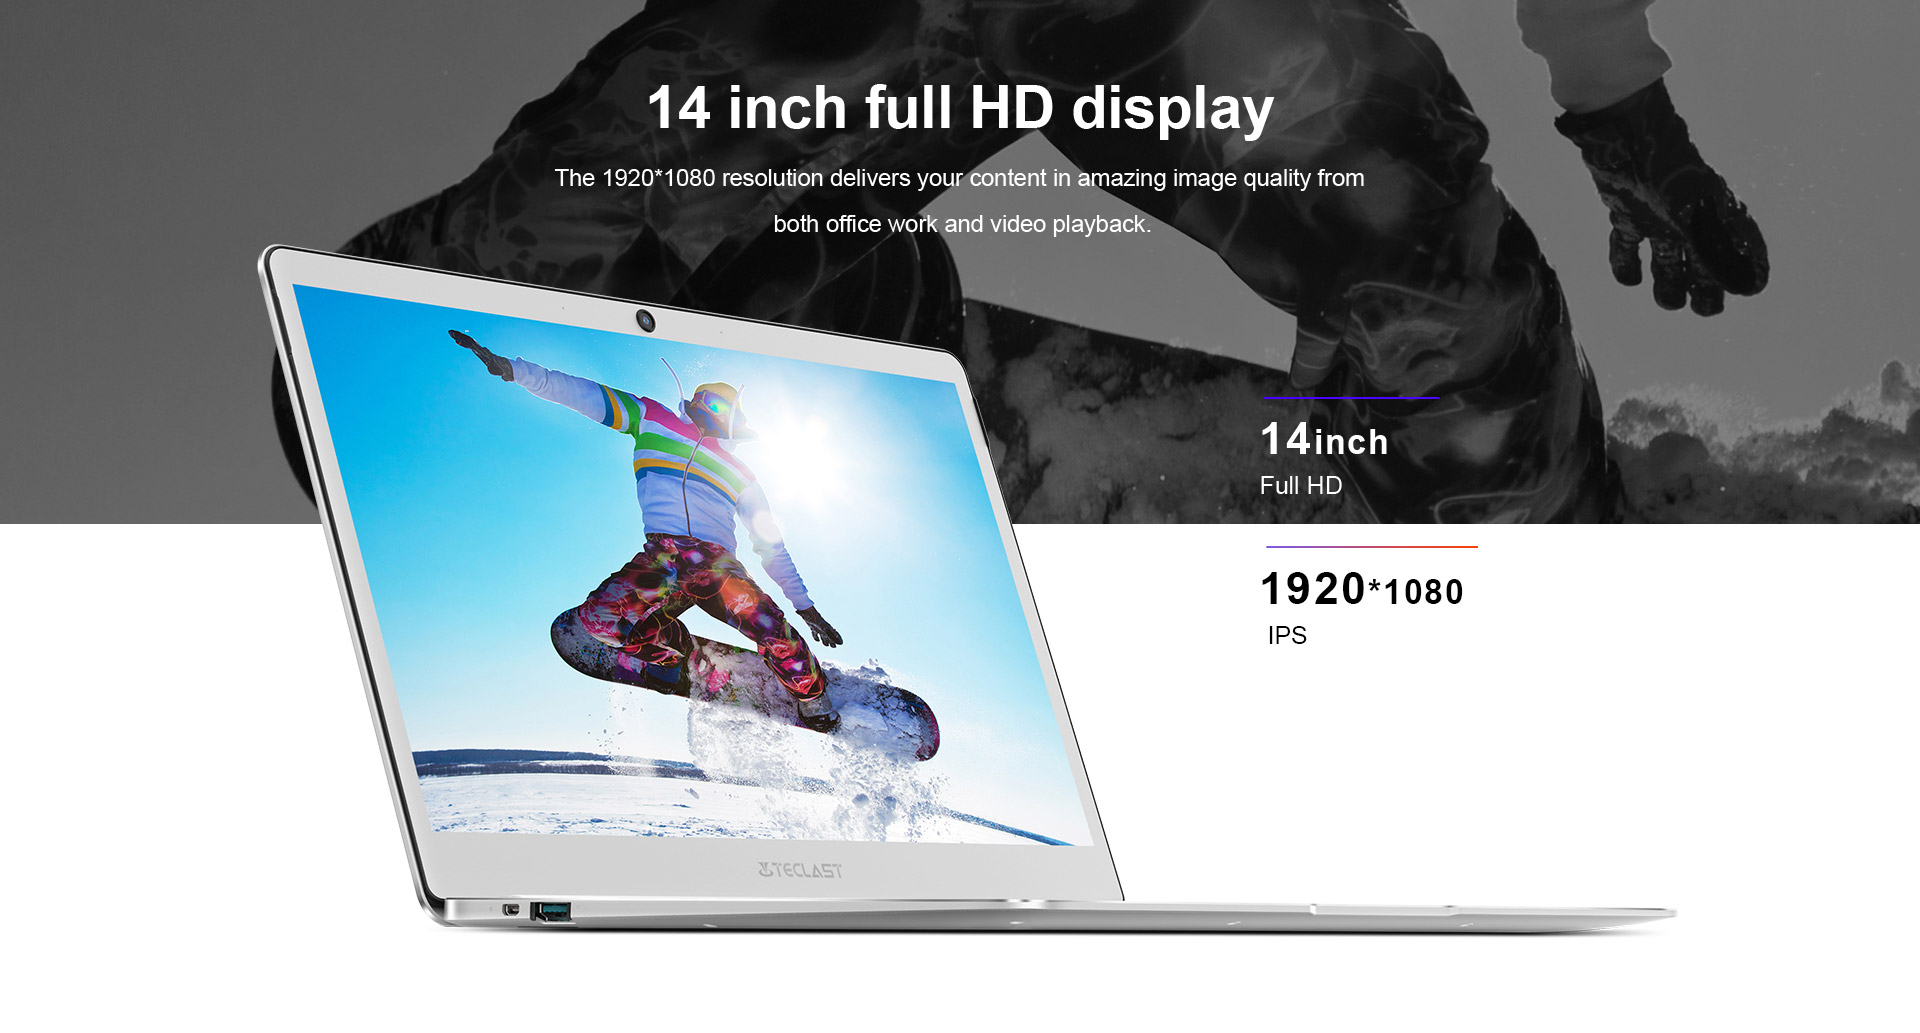 14 inch full HD display
The 1920*1080 resolution delivers your content in amazing image quality from
both office work and video playback.
14inch
Full HD
1920*1080
IPS
TECLAST